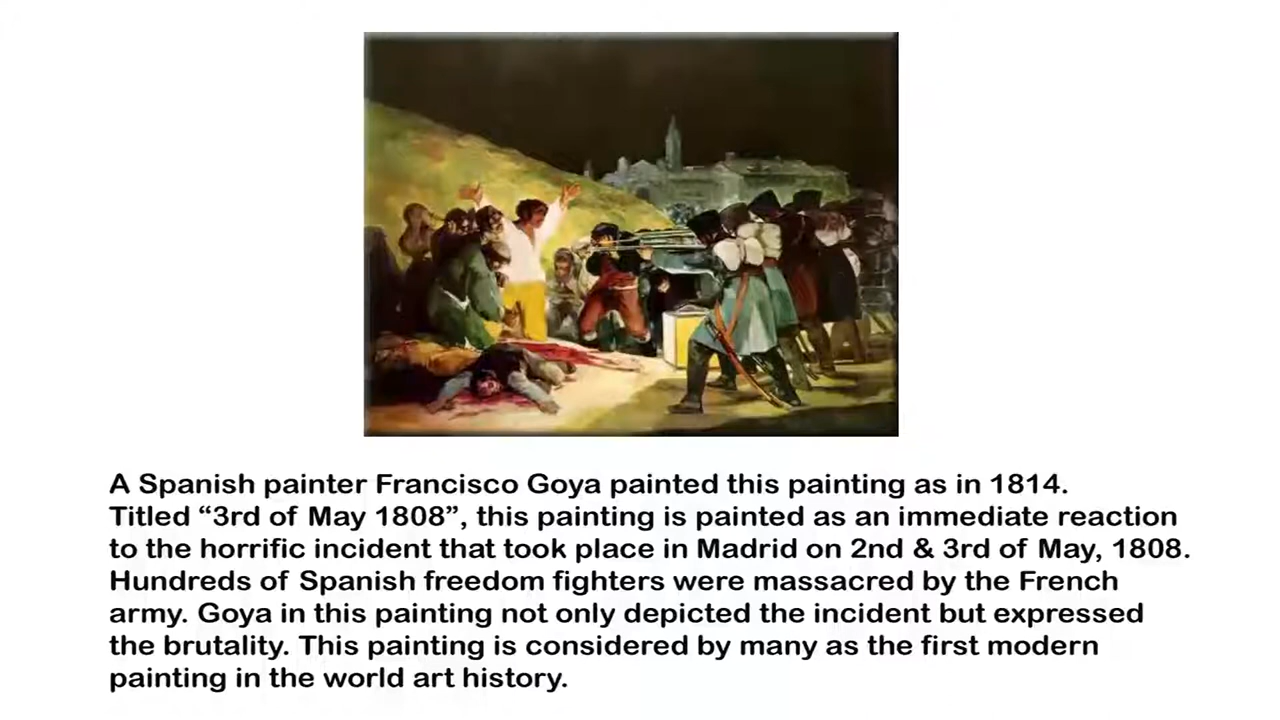 A Spanish painter Francisco Goya painted this painting as in 1814.
Titled “3rd of May 1808”, this painting is painted as an immediate reaction
to the horrific incident that took place in Madrid on 2nd & 3rd of May, 1808.
Hundreds of Spanish freedom fighters were massacred by the French
army. Goya in this painting not only depicted the incident but expressed
the brutality. This painting is considered by many as the first modern
painting in the world art history.